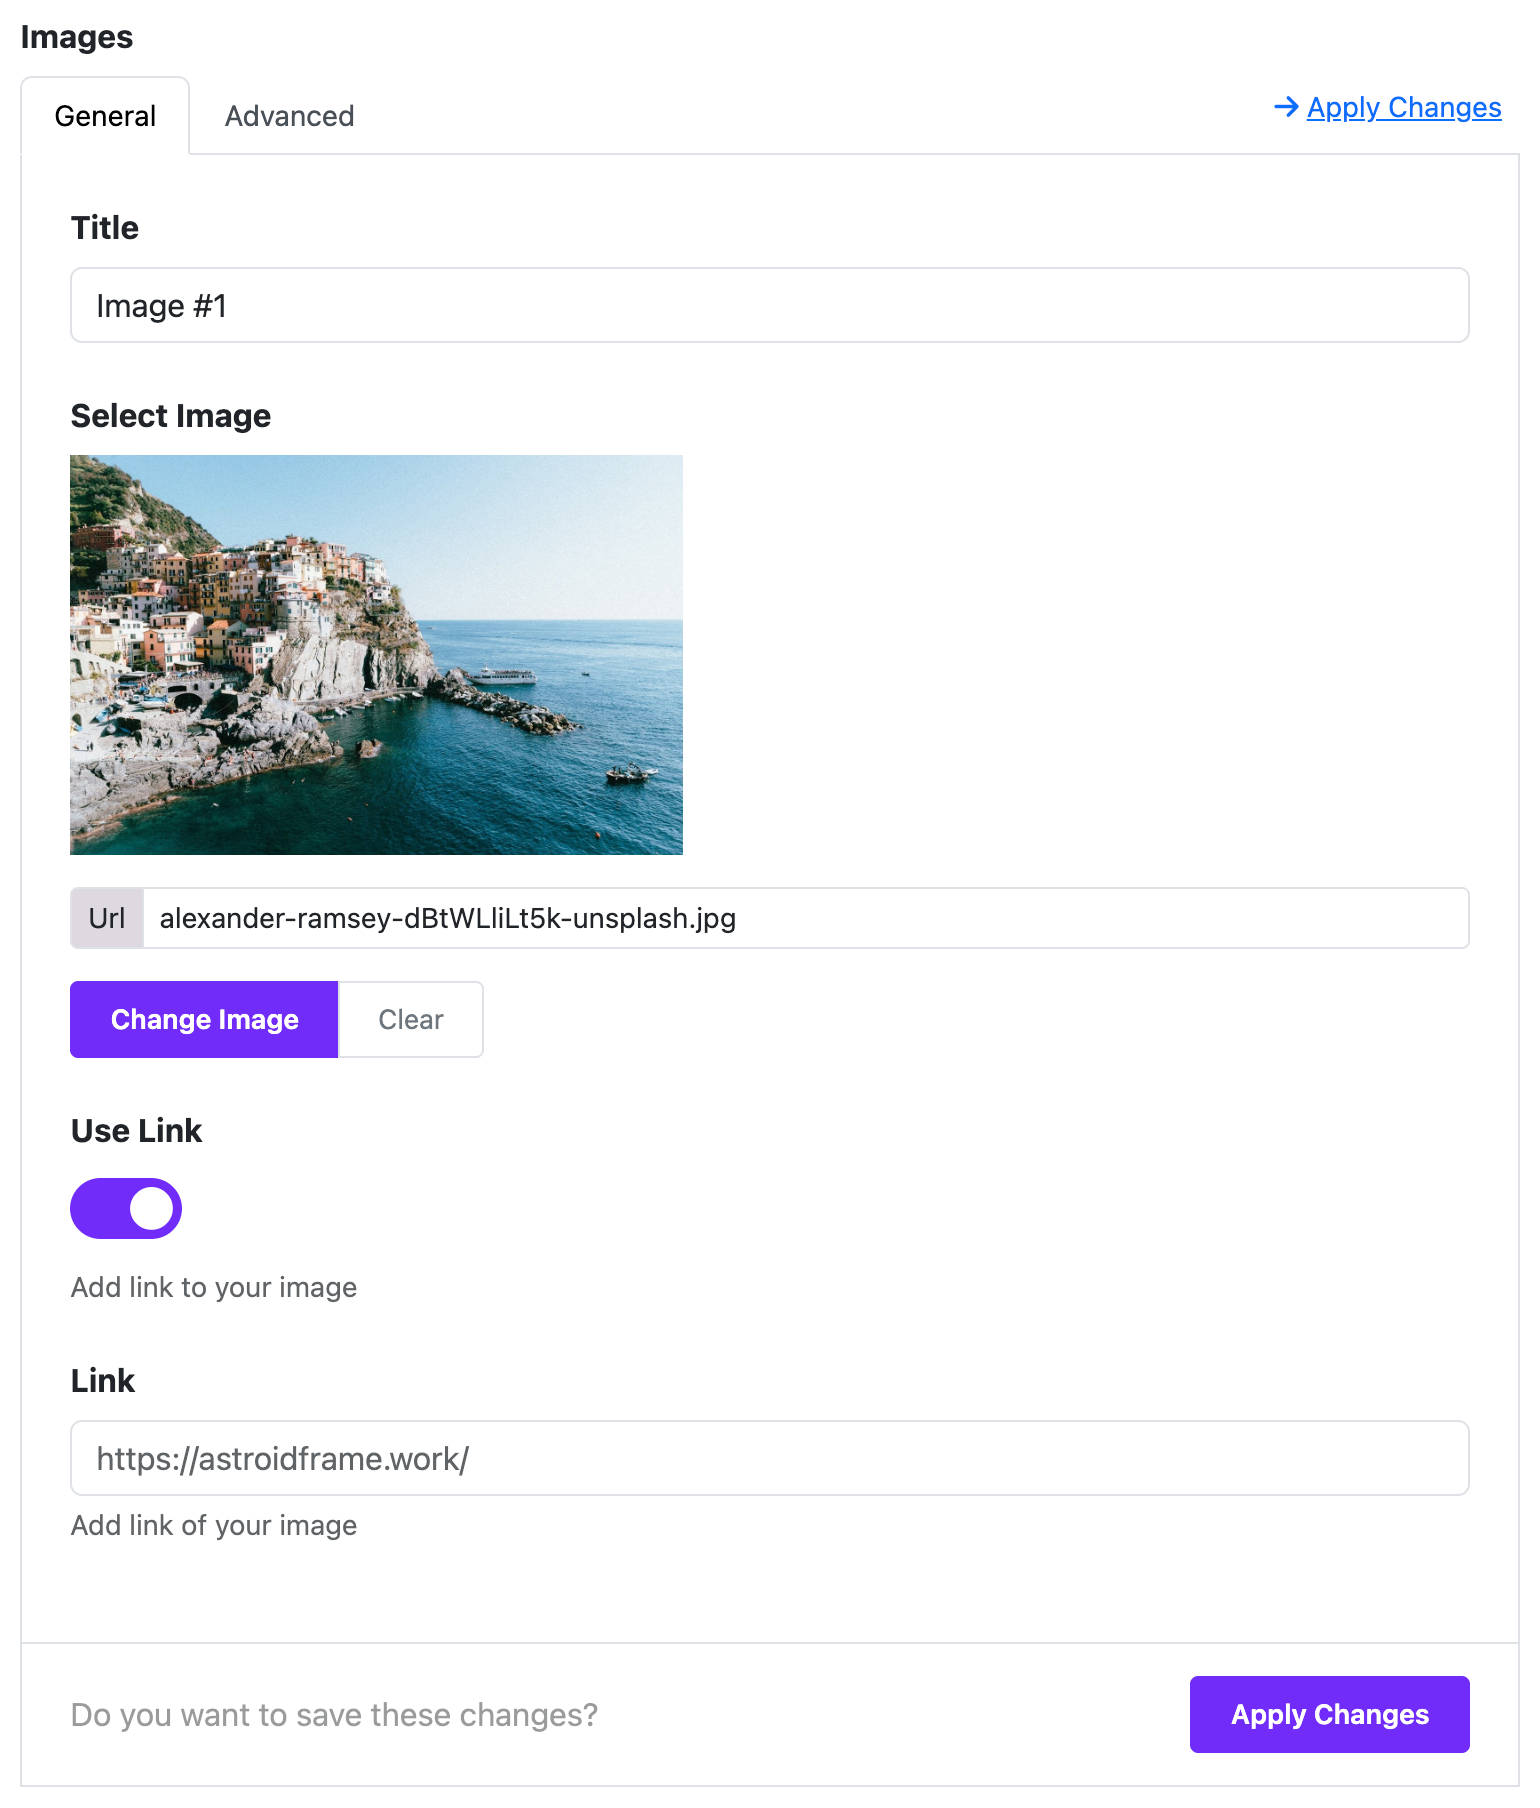 Images
General
Advanced
→ Apply Changes
Title
Image #1
Select Image
Url
alexander-ramsey-dBtWLliLt5k-unsplash.jpg
Change Image
Clear
Use Link
Add link to your image
Link
https://astroidframe.work/
Add link of your image
Do you want to save these changes?
Apply Changes